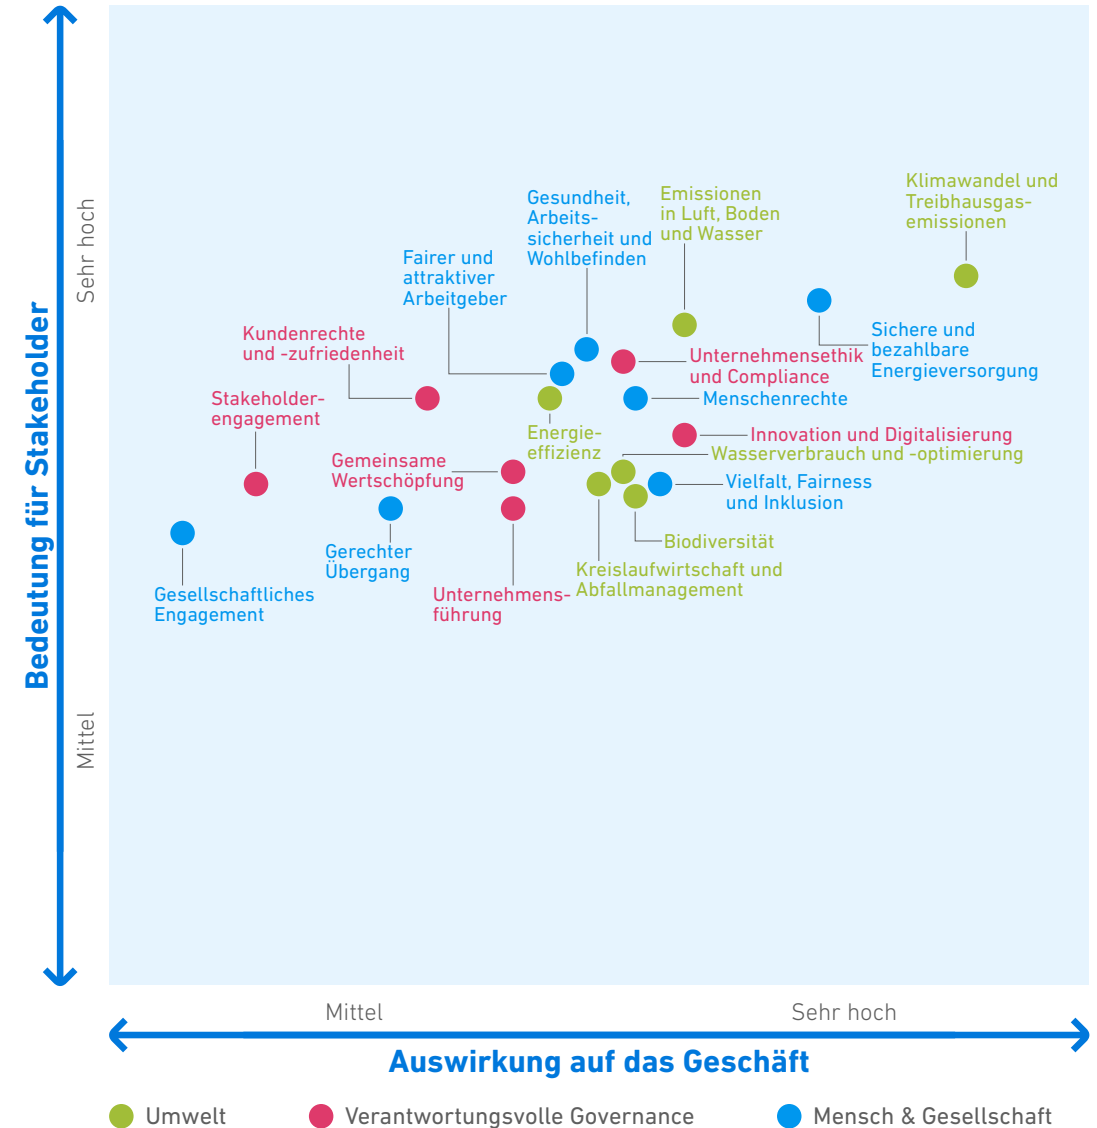 Bedeutung für Stakeholder
Sehr hoch
Mittel
Klimawandel und
Treibhausgas-
emissionen
Emissionen
in Luft, Boden
und Wasser
Gesundheit,
Arbeits-
sicherheit und
Wohlbefinden
Fairer und
attraktiver
Arbeitgeber
Kundenrechte
und -zufriedenheit
Sichere und
bezahlbare
Energieversorgung
Unternehmensethik
und Compliance
Stakeholder-
engagement
Menschenrechte
Energie-
effizienz
Innovation und Digitalisierung
Wasserverbrauch und -optimierung
Gemeinsame
Wertschöpfung
Vielfalt, Fairness
und Inklusion
Biodiversität
Gerechter
Übergang
Kreislaufwirtschaft und
Abfallmanagement
Gesellschaftliches
Engagement
Unternehmens-
führung
Mittel
Sehr hoch
Auswirkung auf das Geschäft
Umwelt
Verantwortungsvolle Governance
Mensch & Gesellschaft